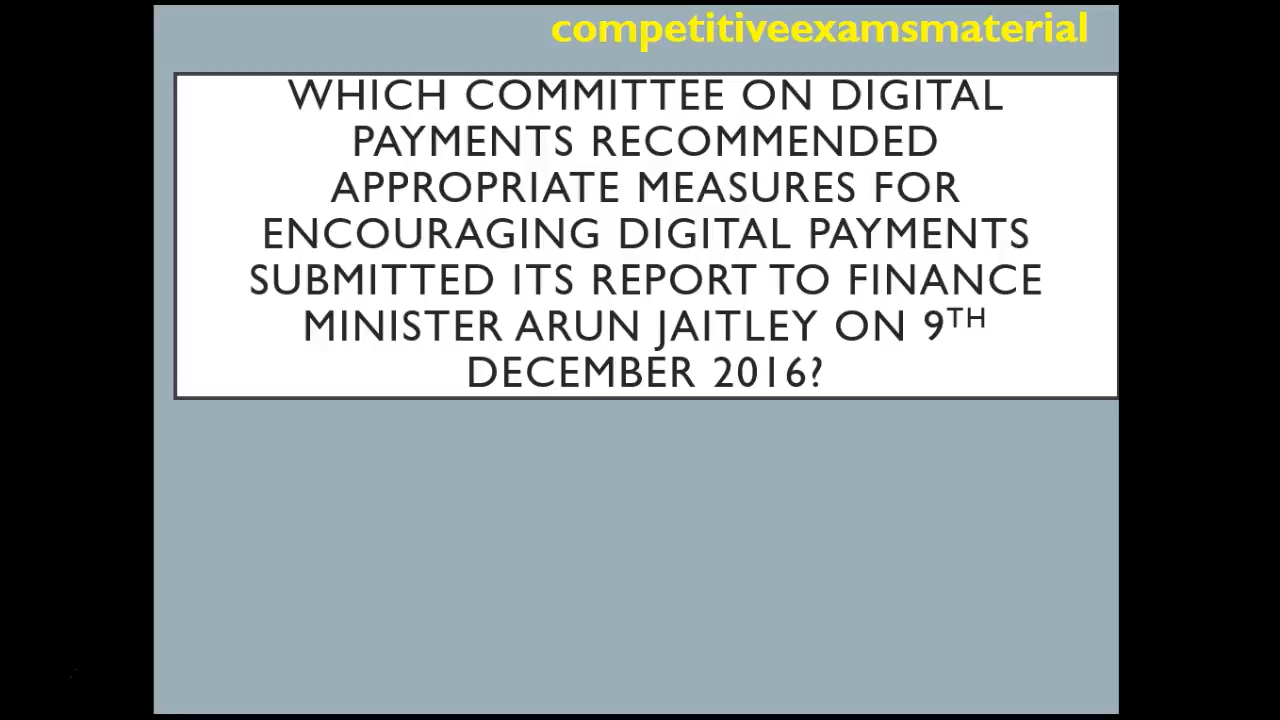 competitiveexamsmaterial
WHICH COMMITTEE ON DIGITAL
PAYMENTS RECOMMENDED
APPROPRIATE MEASURES FOR
ENCOURAGING DIGITAL PAYMENTS
SUBMITTED ITS REPORT TO FINANCE
MINISTER ARUN JAITLEY ON 9TH
DECEMBER 2016?